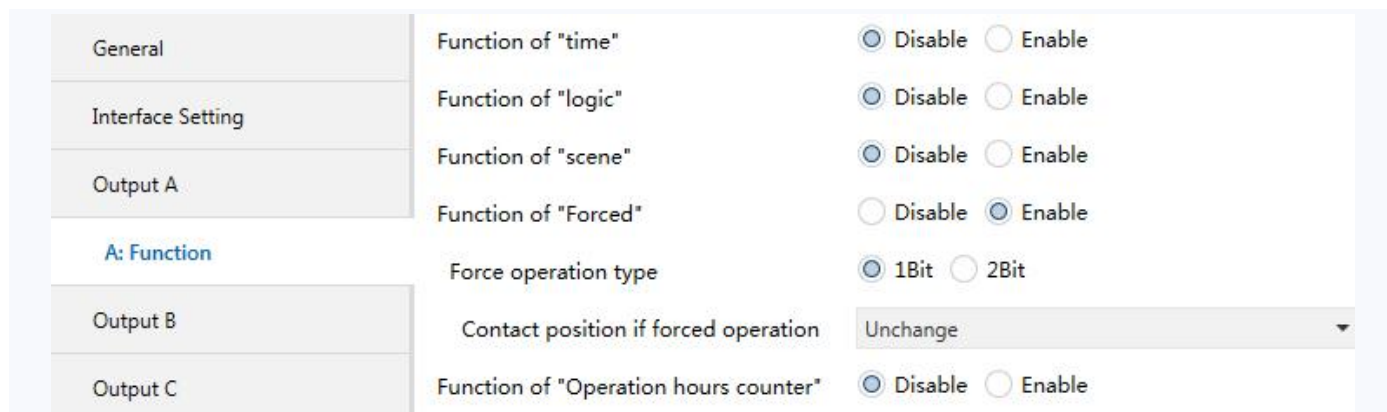 General
Interface Setting
Output A
A: Function
Output B
Output C
Function of "time" Disable Enable
Function of "logic" Disable Enable
Function of "scene" Disable Enable
Function of "Forced" Disable Enable
Force operation type 1Bit 2Bit
Contact position if forced operation Unchange
Function of "Operation hours counter" Disable Enable